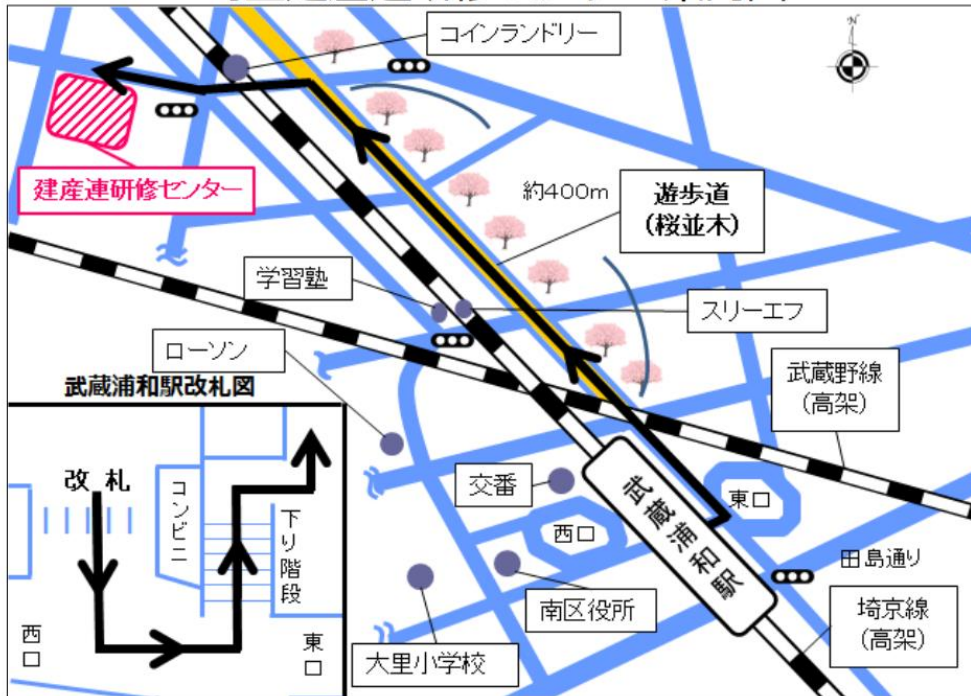 コインランドリー
N
建産連研修センター
約400m
遊歩道
(桜並木)
学習塾
スリーエフ
ローソン
武蔵野線
(高架)
武蔵浦和駅改札図
改札
コンビニ
下り階段
西口
東口
交番
西口
武蔵浦和駅
東口
田島通り
南区役所
大里小学校
埼京線
(高架)